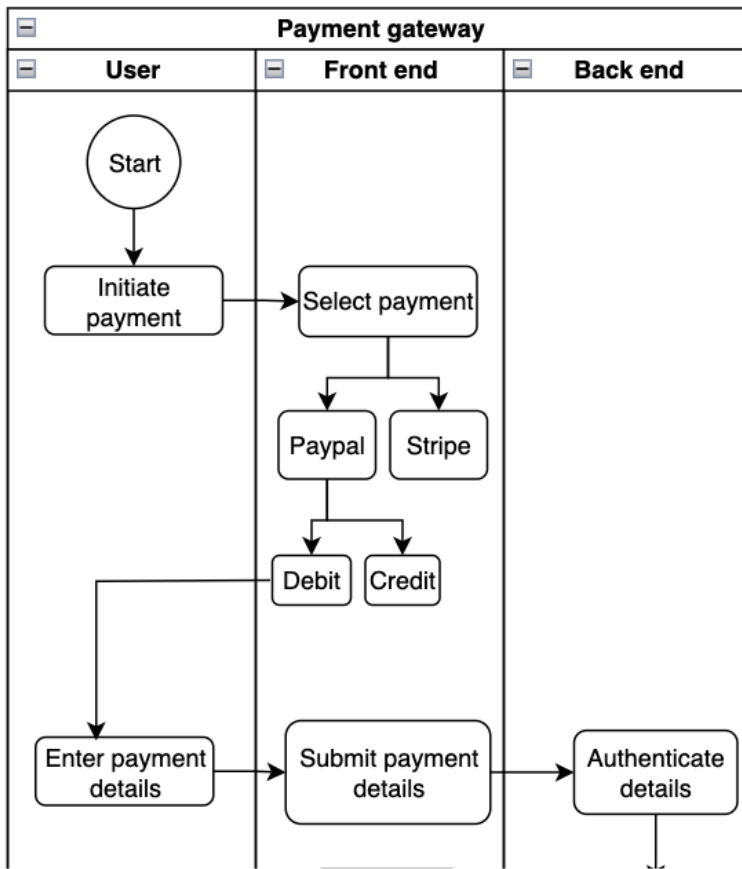 Payment gateway
User
Front end
Back end
Start
Initiate
payment
Select payment
Paypal
Stripe
Debit
Credit
Enter payment
details
Submit payment
details
Authenticate
details